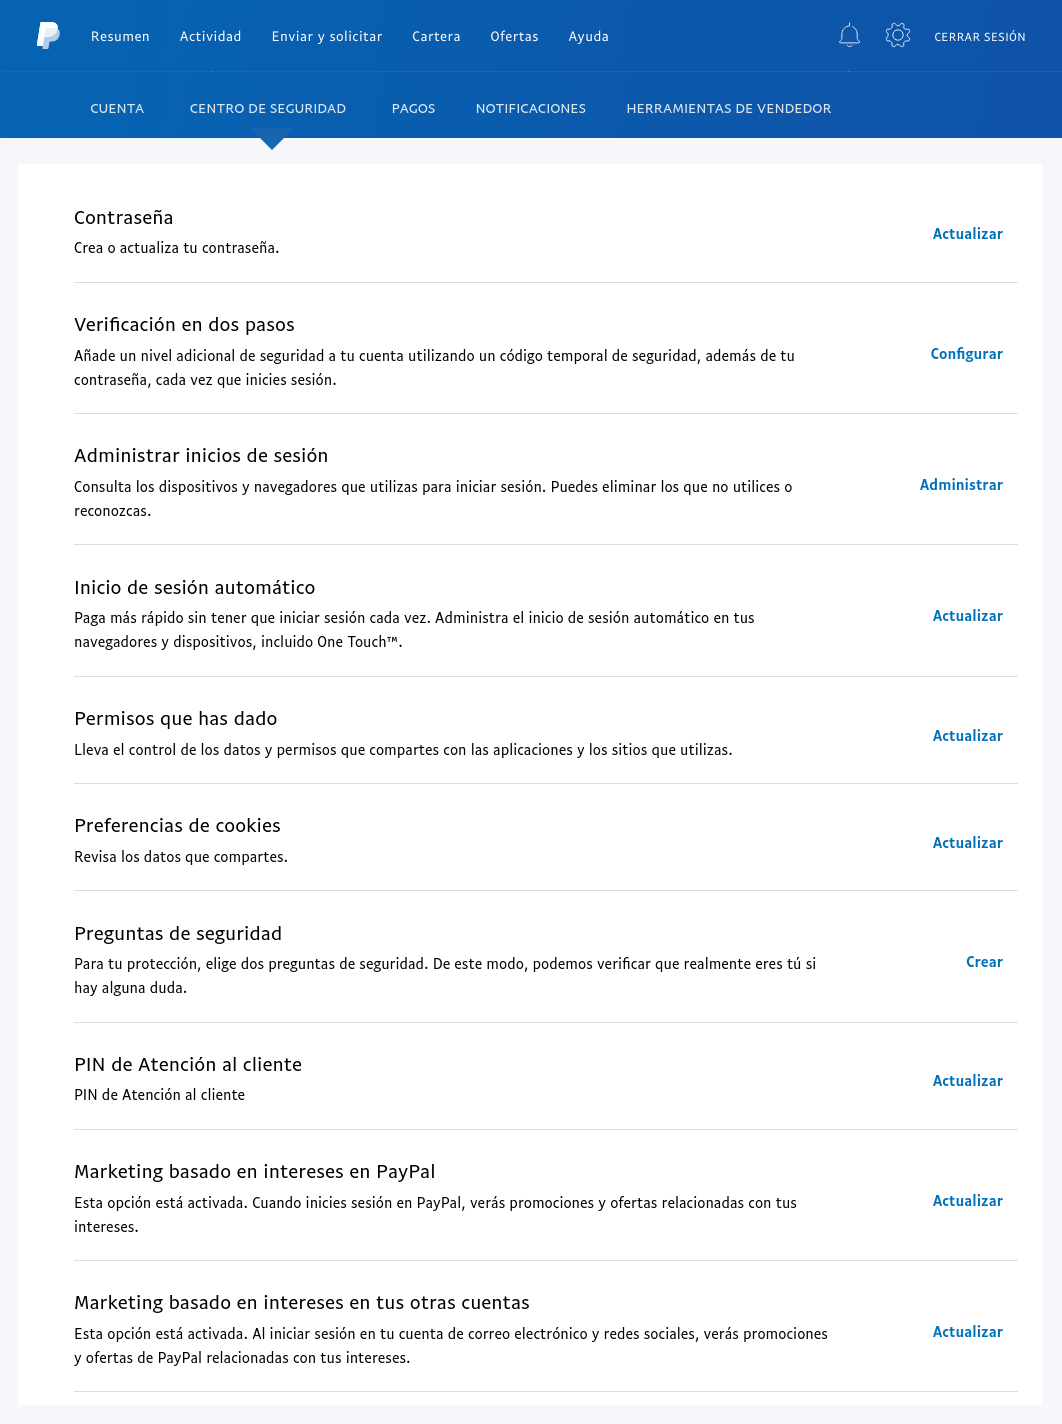 Resumen Actividad Enviar y solicitar Cartera Ofertas Ayuda CERRAR SESIÓN
CUENTA CENTRO DE SEGURIDAD PAGOS NOTIFICACIONES HERRAMIENTAS DE VENDEDOR
Contraseña
Crea o actualiza tu contraseña.
Actualizar
Verificación en dos pasos
Añade un nivel adicional de seguridad a tu cuenta utilizando un código temporal de seguridad, además de tu
contraseña, cada vez que inicies sesión.
Configurar
Administrar inicios de sesión
Consulta los dispositivos y navegadores que utilizas para iniciar sesión. Puedes eliminar los que no utilices o
reconozcas.
Administrar
Inicio de sesión automático
Paga más rápido sin tener que iniciar sesión cada vez. Administra el inicio de sesión automático en tus
navegadores y dispositivos, incluido One Touch™.
Actualizar
Permisos que has dado
Lleva el control de los datos y permisos que compartes con las aplicaciones y los sitios que utilizas.
Actualizar
Preferencias de cookies
Revisa los datos que compartes.
Actualizar
Preguntas de seguridad
Para tu protección, elige dos preguntas de seguridad. De este modo, podemos verificar que realmente eres tú si
hay alguna duda.
Crear
PIN de Atención al cliente
PIN de Atención al cliente
Actualizar
Marketing basado en intereses en PayPal
Esta opción está activada. Cuando inicies sesión en PayPal, verás promociones y ofertas relacionadas con tus
intereses.
Actualizar
Marketing basado en intereses en tus otras cuentas
Esta opción está activada. Al iniciar sesión en tu cuenta de correo electrónico y redes sociales, verás promociones
y ofertas de PayPal relacionadas con tus intereses.
Actualizar